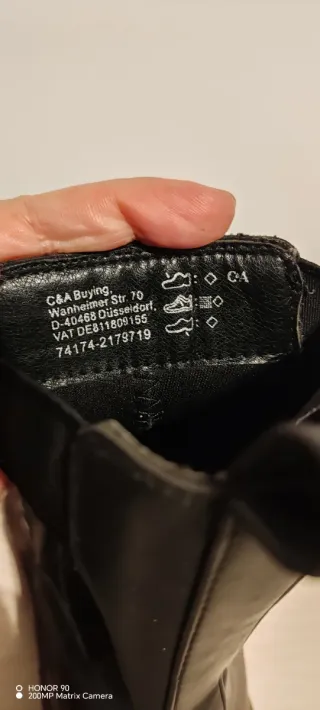 C&A Buying,
Wanheimer Str. 70
D-40468 Düsseldorf,
VAT DE811809155
74174-2179719
CA
HONOR 90
200MP Matrix Camera